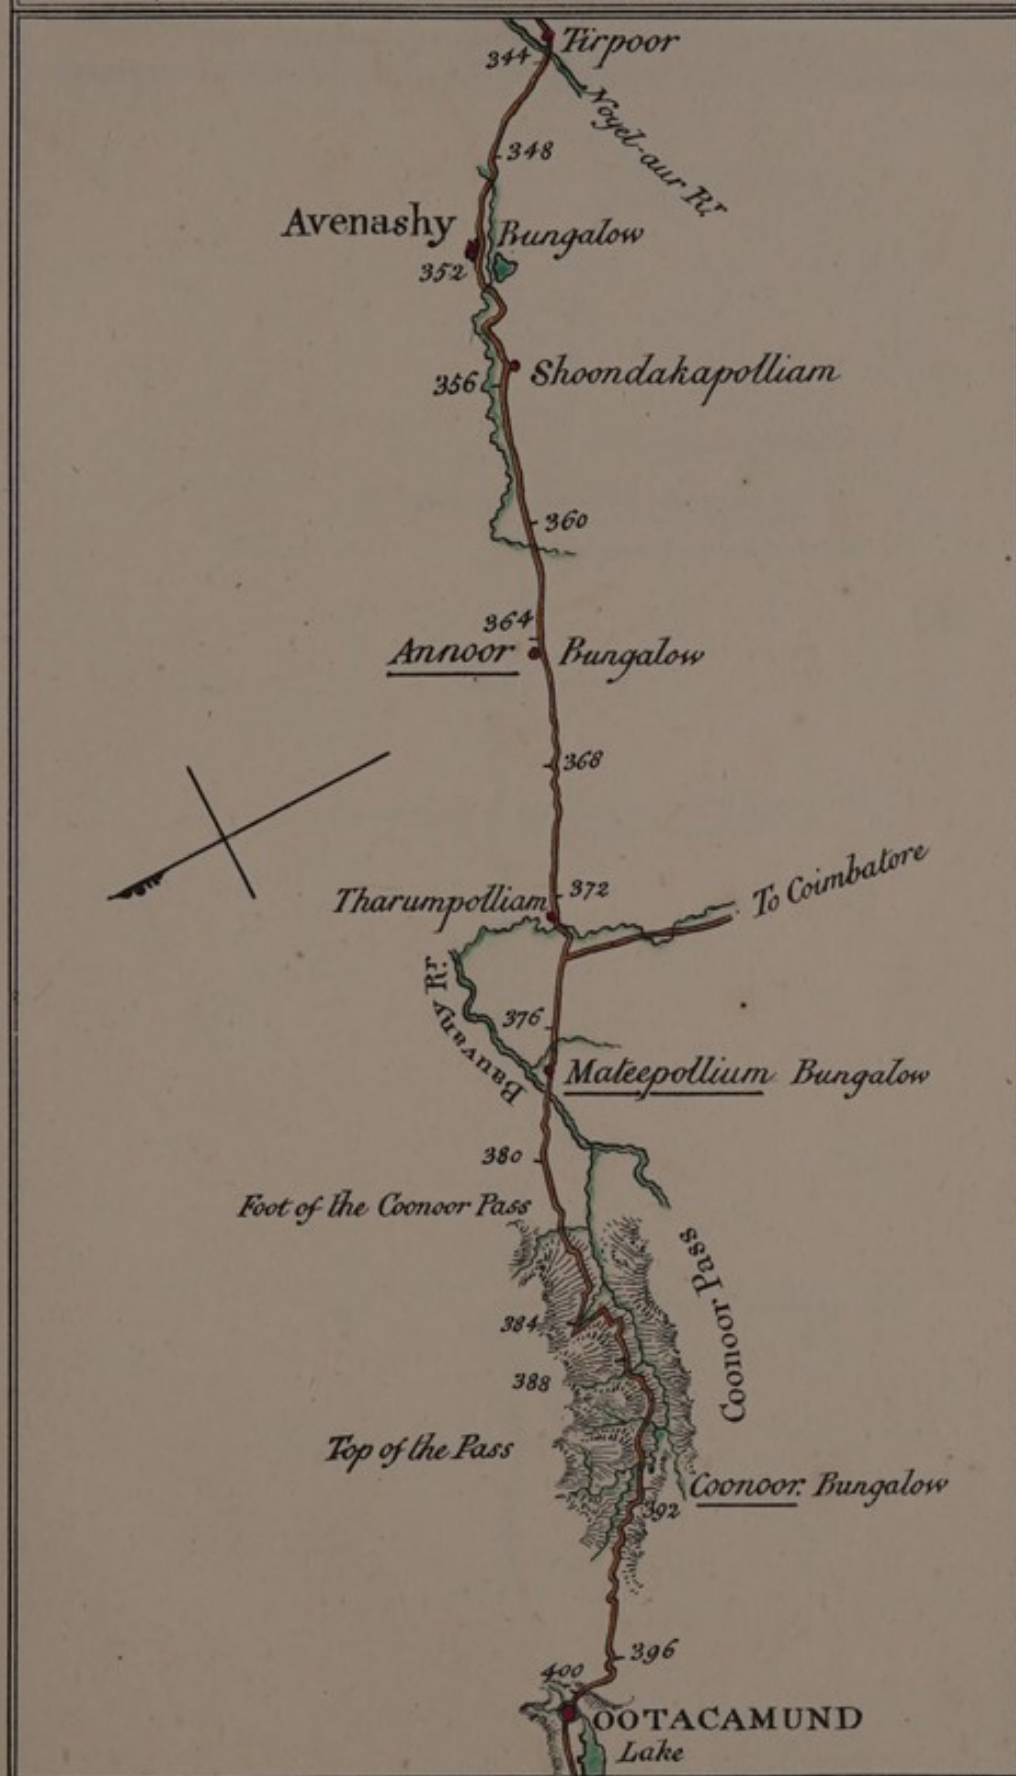 Tirpoor
344
Noyel-aur Rr.
348
Avenashy
Bungalow
352
Shoondakapolliam
356
360
364
Annoor
Bungalow
368
372
Tharumpolliam
To Coimbatore
Bauvany Rr.
376
Mateepollium Bungalow
380
Foot of the Coonoor Pass
Coonoor Pass
384
388
Top of the Pass
Coonoor. Bungalow
392
396
400
OOTACAMUND
Lake